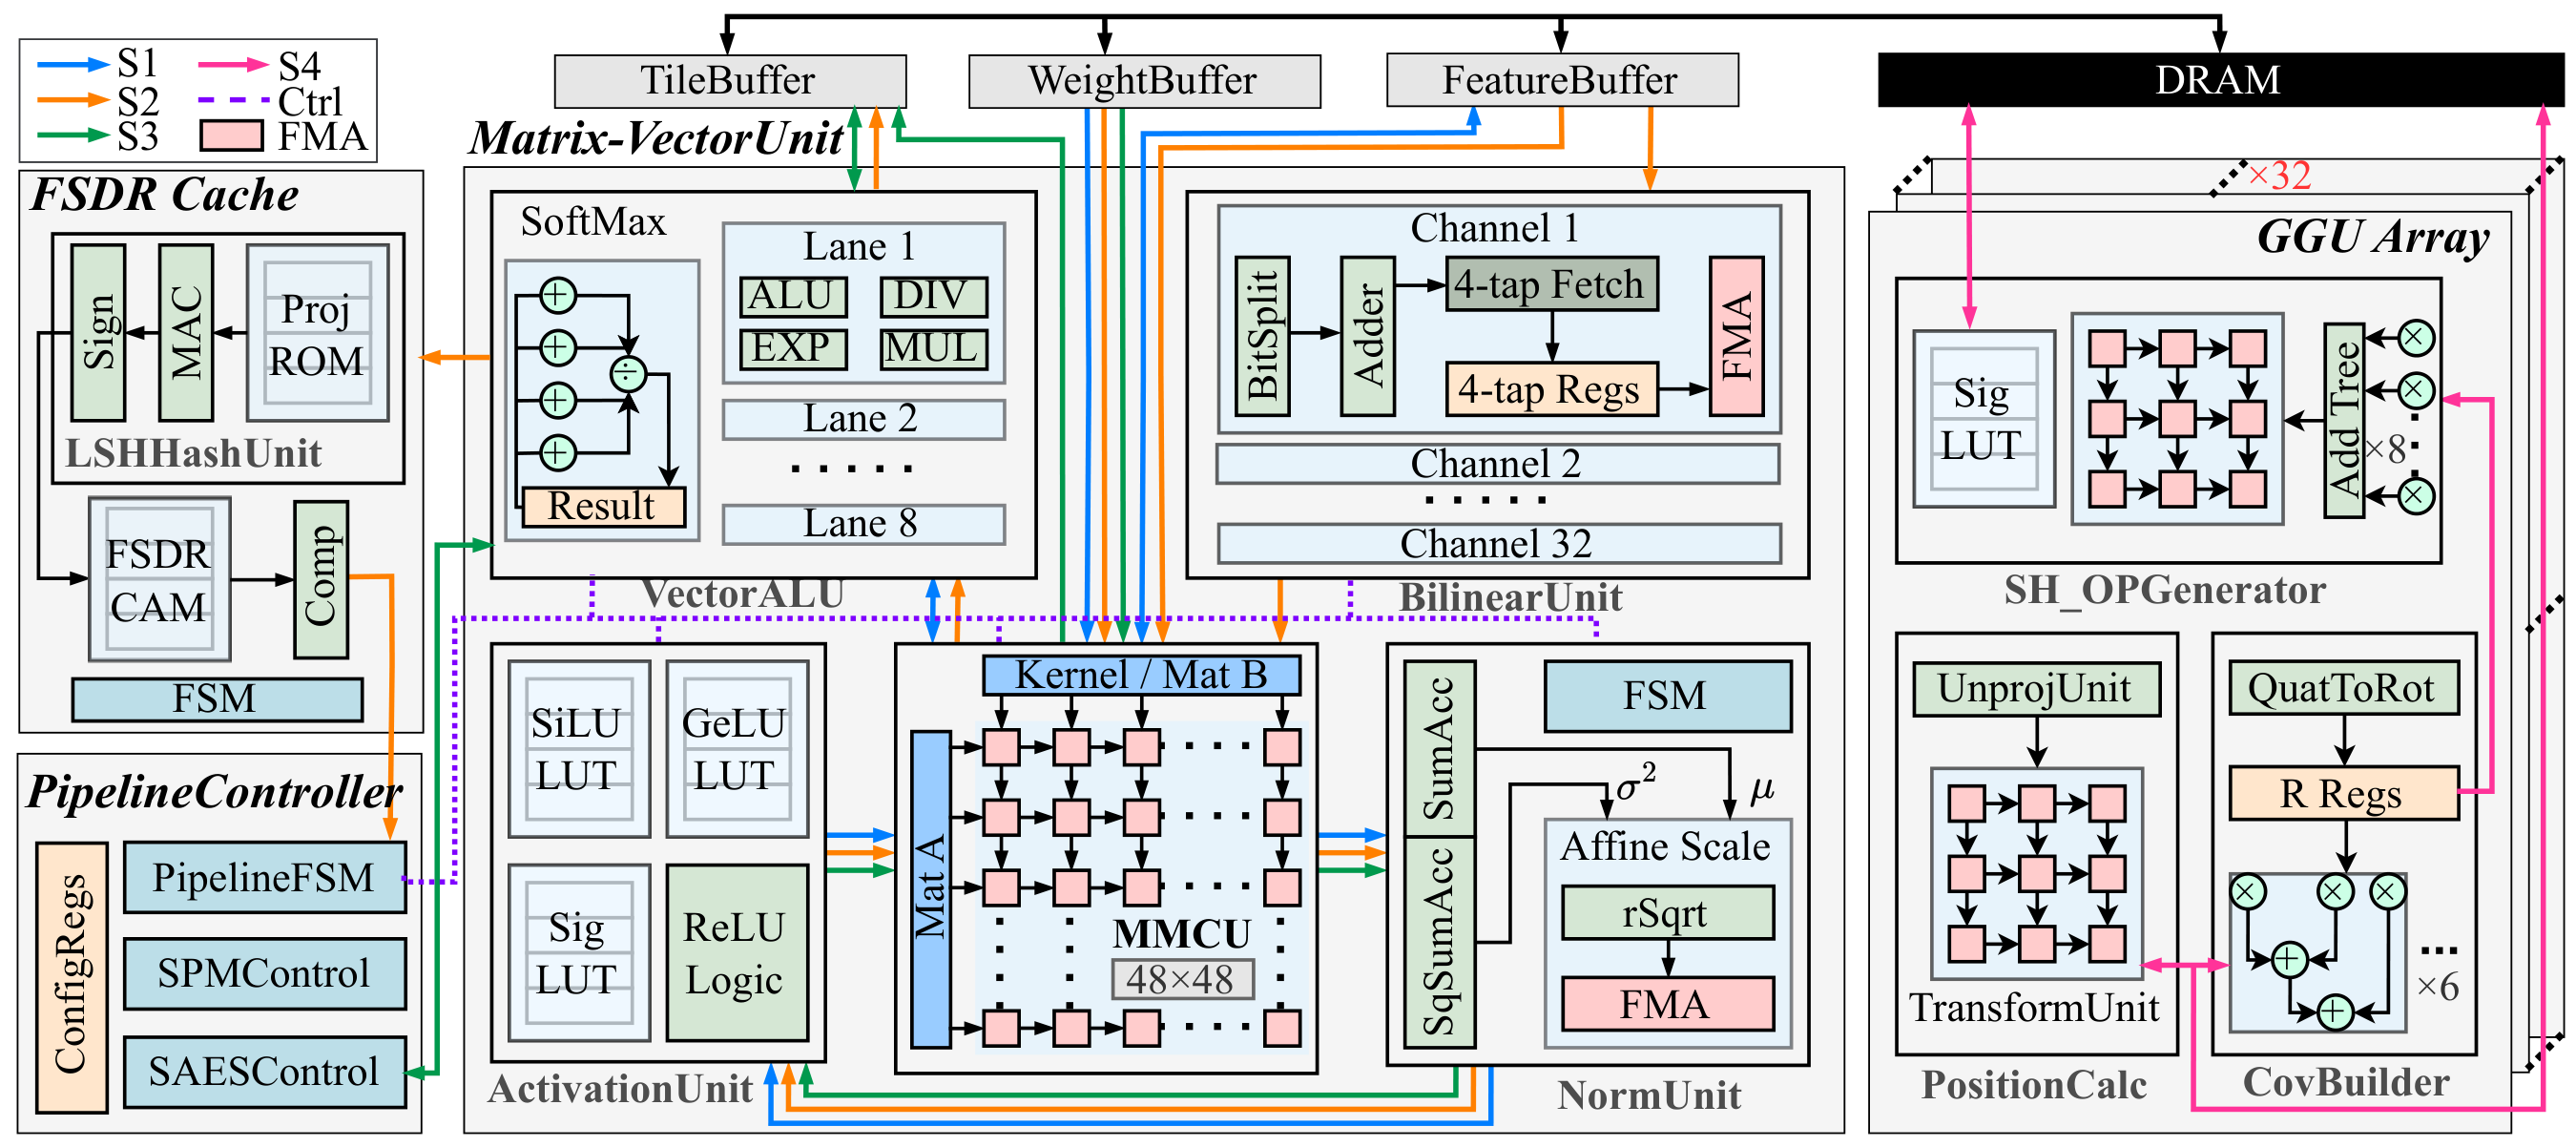 S1
S2
S3
S4
Ctrl
FMA
TileBuffer
WeightBuffer
FeatureBuffer
DRAM
FSDR Cache
Sign
MAC
Proj
ROM
LSHHashUnit
FSDR
CAM
Comp
FSM
PipelineController
ConfigRegs
PipelineFSM
SPMControl
SAESControl
Matrix-VectorUnit
SoftMax
+
+
÷
+
+
Result
Lane 1
ALU
DIV
EXP
MUL
Lane 2
. . . . .
Lane 8
VectorALU
Channel 1
BitSplit
Adder
4-tap Fetch
4-tap Regs
FMA
Channel 2
. . . . .
Channel 32
BilinearUnit
SiLU
LUT
GeLU
LUT
Sig
LUT
ReLU
Logic
ActivationUnit
Kernel / Mat B
Mat A
MMCU
48×48
SumAcc
SqSumAcc
FSM
σ²
μ
Affine Scale
rSqrt
FMA
NormUnit
×32
GGU Array
Sig
LUT
Add Tree
×
×
×8
×
SH_OPGenerator
UnprojUnit
TransformUnit
PositionCalc
QuatToRot
R Regs
×
×
×
+
+
...
×6
CovBuilder